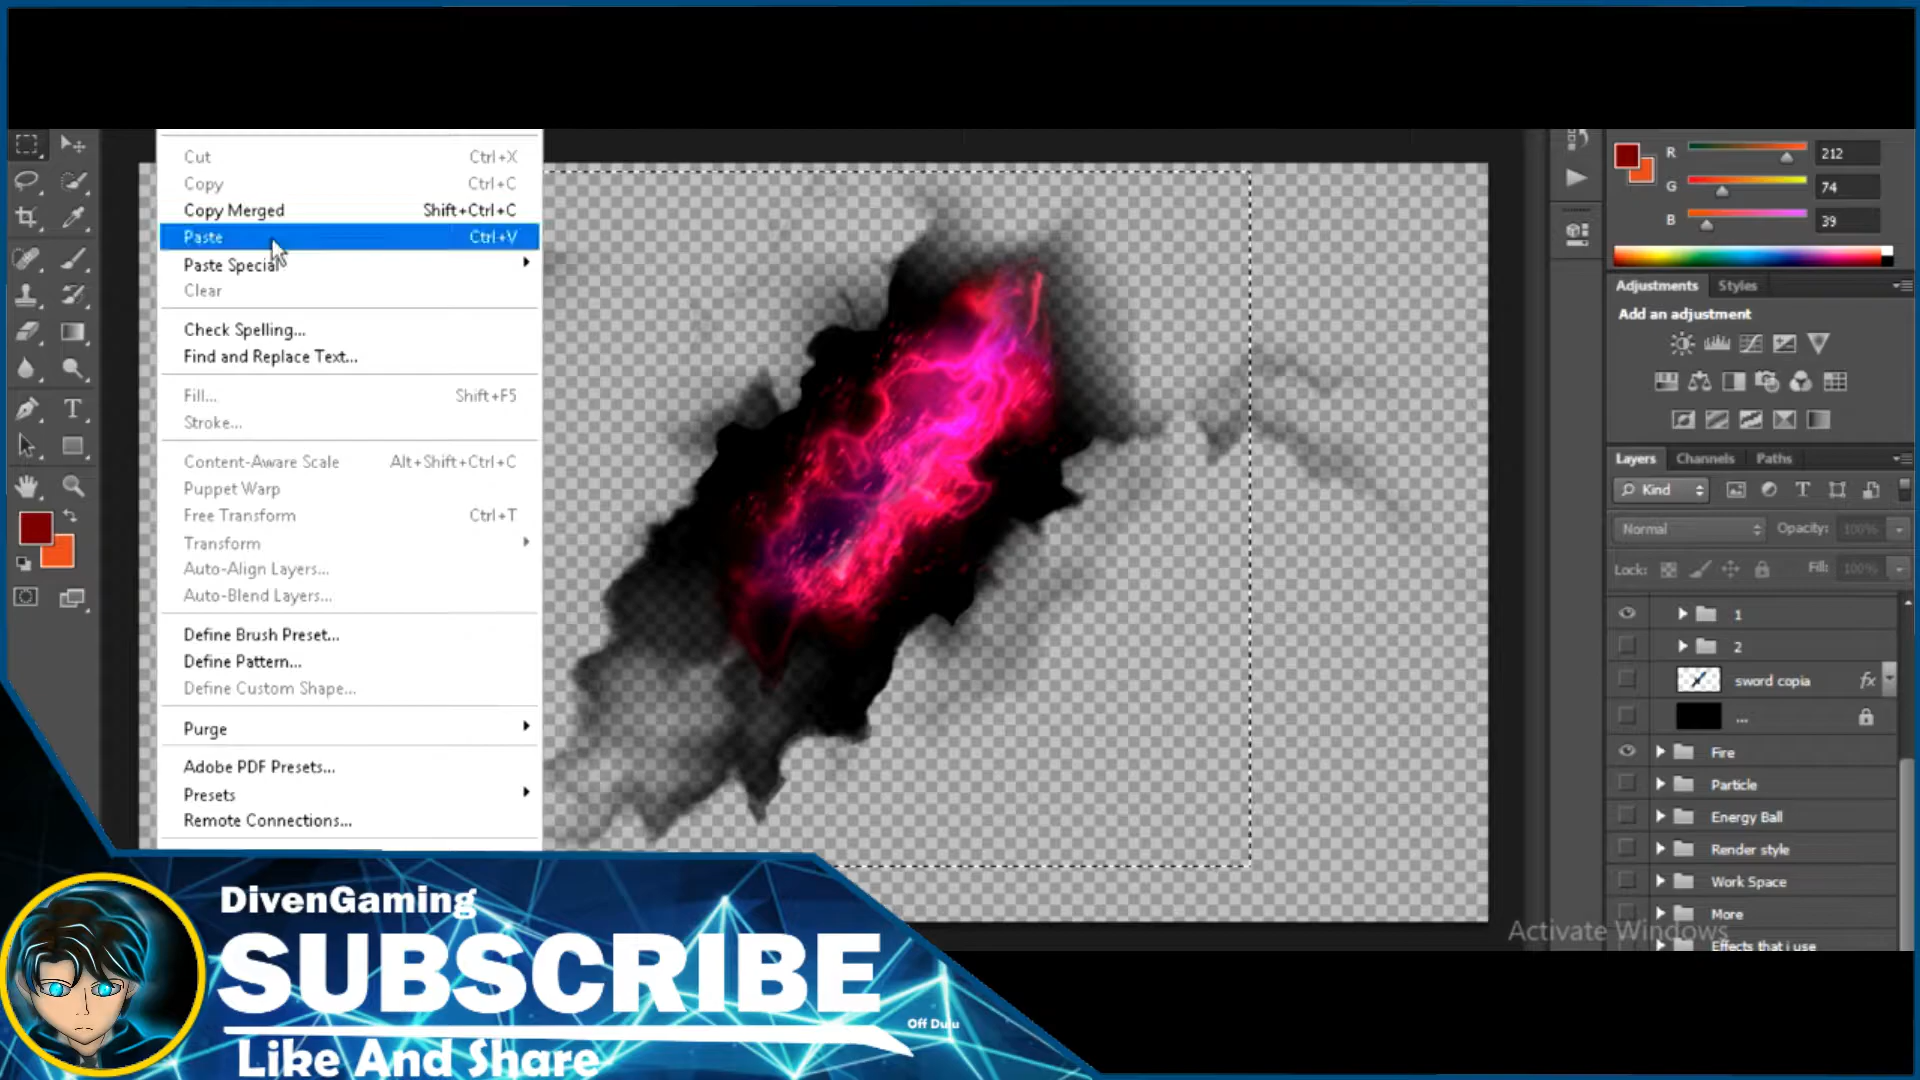 Cut Ctrl+X
Copy Ctrl+C
Copy Merged Shift+Ctrl+C
Paste Ctrl+V
Paste Special
Clear
Check Spelling...
Find and Replace Text...
Fill... Shift+F5
Stroke...
Content-Aware Scale Alt+Shift+Ctrl+C
Puppet Warp
Free Transform Ctrl+T
Transform
Auto-Align Layers...
Auto-Blend Layers...
Define Brush Preset...
Define Pattern...
Define Custom Shape...
Purge
Adobe PDF Presets...
Presets
Remote Connections...
R 212
G 74
B 39
Adjustments Styles
Add an adjustment
Layers Channels Paths
Kind
Normal Opacity: 100%
Lock: Fill: 100%
1
2
sword copia fx
...
Fire
Particle
Energy Ball
Render style
Work Space
More
Effects that i use
Activate Windows
DivenGaming
SUBSCRIBE
Off Dulu
Like And Share